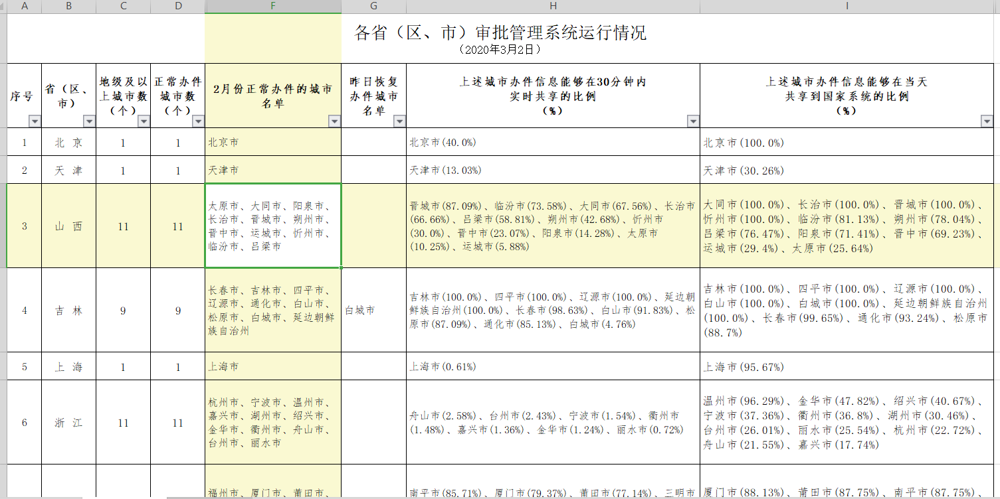 A B C D F G H I
各省（区、市）审批管理系统运行情况
（2020年3月2日）
序号
省（区、
市）
地级及以
上城市数
（个）
正常办件
城市数
（个）
2月份正常办件的城市
名单
昨日恢复
办件城市
名单
上述城市办件信息能够在30分钟内
实时共享的比例
（%）
上述城市办件信息能够在当天
共享到国家系统的比例
（%）
1 北 京 1 1 北京市 北京市(40.0%) 北京市(100.0%)
2 天 津 1 1 天津市 天津市(13.03%) 天津市(30.26%)
3 山 西 11 11
太原市、大同市、阳泉市、
长治市、晋城市、朔州市、
晋中市、运城市、忻州市、
临汾市、吕梁市
晋城市(87.09%)、临汾市(73.58%)、大同市(67.56%)、长治市
(66.66%)、吕梁市(58.81%)、朔州市(42.68%)、忻州市
(30.0%)、晋中市(23.07%)、阳泉市(14.28%)、太原市
(10.25%)、运城市(5.88%)
大同市(100.0%)、长治市(100.0%)、晋城市(100.0%)、
忻州市(100.0%)、临汾市(81.13%)、朔州市(78.04%)、
吕梁市(76.47%)、阳泉市(71.41%)、晋中市(69.23%)、
运城市(29.4%)、太原市(25.64%)
4 吉 林 9 9
长春市、吉林市、四平市、
辽源市、通化市、白山市、
松原市、白城市、延边朝鲜
族自治州
白城市
吉林市(100.0%)、四平市(100.0%)、辽源市(100.0%)、延边朝
鲜族自治州(100.0%)、长春市(98.63%)、白山市(91.83%)、松
原市(87.09%)、通化市(85.13%)、白城市(4.76%)
吉林市(100.0%)、四平市(100.0%)、辽源市(100.0%)、
白山市(100.0%)、白城市(100.0%)、延边朝鲜族自治州
(100.0%)、长春市(99.65%)、通化市(93.24%)、松原市
(88.7%)
5 上 海 1 1 上海市 上海市(0.61%) 上海市(95.67%)
6 浙 江 11 11
杭州市、宁波市、温州市、
嘉兴市、湖州市、绍兴市、
金华市、衢州市、舟山市、
台州市、丽水市
舟山市(2.58%)、台州市(2.43%)、宁波市(1.54%)、衢州市
(1.48%)、嘉兴市(1.36%)、金华市(1.24%)、丽水市(0.72%)
温州市(96.29%)、金华市(47.82%)、绍兴市(40.67%)、
宁波市(37.36%)、衢州市(36.8%)、湖州市(30.46%)、
台州市(26.01%)、丽水市(25.54%)、杭州市(22.72%)、
舟山市(21.55%)、嘉兴市(17.74%)
福州市、厦门市、莆田市、
南平市(85.71%)、厦门市(79.37%)、莆田市(77.14%)、三明市
厦门市(88.13%)、莆田市(87.75%)、南平市(87.75%)、